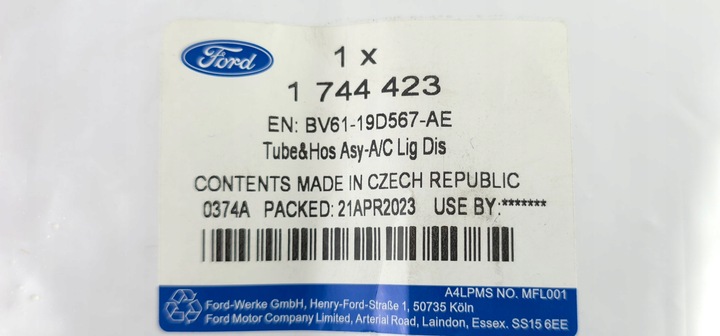 Ford
1 x
1 744 423
EN: BV61-19D567-AE
Tube&Hos Asy-A/C Lig Dis
CONTENTS MADE IN CZECH REPUBLIC
0374A PACKED: 21APR2023 USE BY:*******
A4LPMS NO. MFL001
Ford-Werke GmbH, Henry-Ford-Straße 1, 50735 Köln
Ford Motor Company Limited, Arterial Road, Laindon, Essex. SS15 6EE